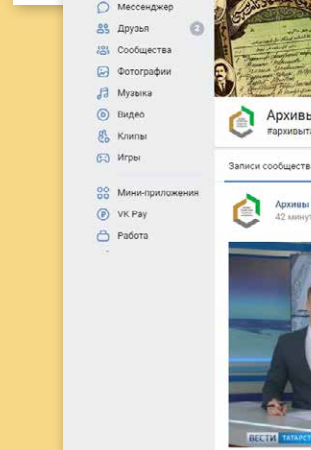 Мессенджер
Друзья 2
Сообщества
Фотографии
Музыка
Видео
Клипы
Игры
Мини-приложения
VK Pay
Работа
Архивы
#архивыта
Записи сообществ
Архивы
42 минут
ВЕСТИ ТАТАРСТ